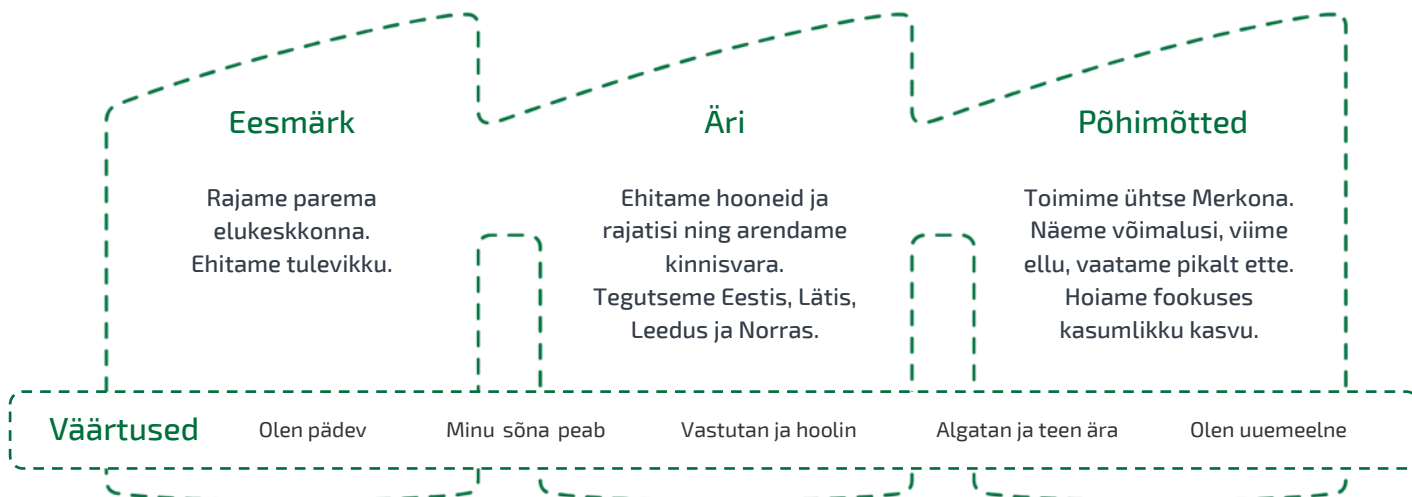 Eesmärk
Rajame parema
elukeskkonna.
Ehitame tulevikku.
Äri
Ehitame hooneid ja
rajatisi ning arendame
kinnisvara.
Tegutseme Eestis, Lätis,
Leedus ja Norras.
Põhimõtted
Toimime ühtse Merkona.
Näeme võimalusi, viime
ellu, vaatame pikalt ette.
Hoiame fookuses
kasumlikku kasvu.
Väärtused
Olen pädev
Minu sõna peab
Vastutan ja hoolin
Algatan ja teen ära
Olen uuemeelne